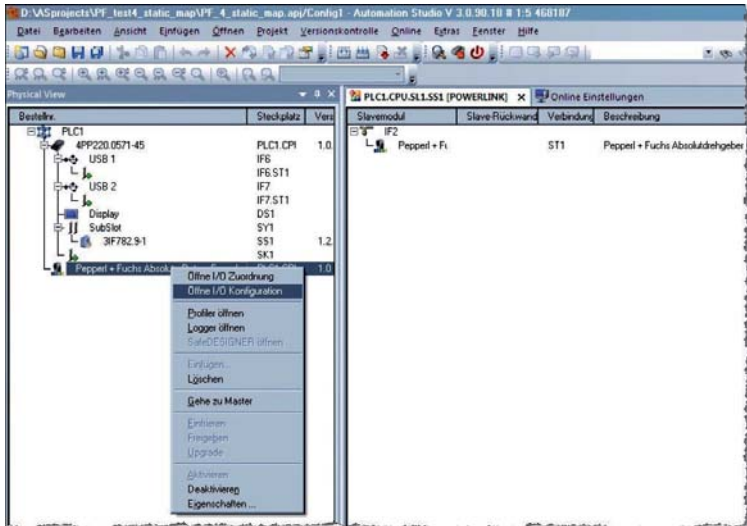 D:\ASprojects\PF_test4_static_map\PF_4_static_map.apj/Config1 - Automation Studio V 3.0.90.18 # 1:5 468187
Datei Bearbeiten Ansicht Einfügen Öffnen Projekt Versionskontrolle Online Extras Fenster Hilfe
Physical View
PLC1.CPU.SL1.SS1 [POWERLINK] Online Einstellungen
Bestellnr. Steckplatz Vers
Slavemodul Slave-Rückwand Verbindung Beschreibung
PLC1
IF2
4PP220.0571-45 PLC1.CPI 1.0.
Pepperl + Fu ST1 Pepperl + Fuchs Absolutdrehgeber
USB 1 IF6
IF6.ST1
USB 2 IF7
IF7.ST1
Display DS1
SubSlot SY1
3IF782.9-1 SS1 1.2.
SK1
Pepperl + Fuchs 1.0
Öffne I/O Zuordnung
Öffne I/O Konfiguration
Profiler öffnen
Logger öffnen
SafeDESIGNER öffnen
Einfügen...
Löschen
Gehe zu Master
Einfrieren
Freigeben
Upgrade
Aktivieren
Deaktivieren
Eigenschaften ...